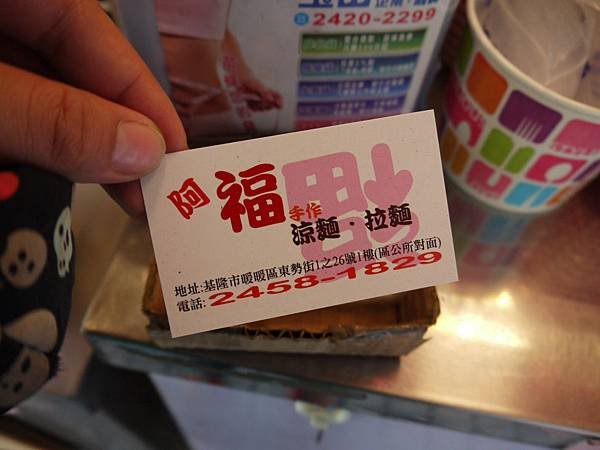 2420-2299
阿福
手作
涼麵·拉麵
地址:基隆市暖暖區東勢街1之26號1樓(區公所對面)
電話:2458-1829